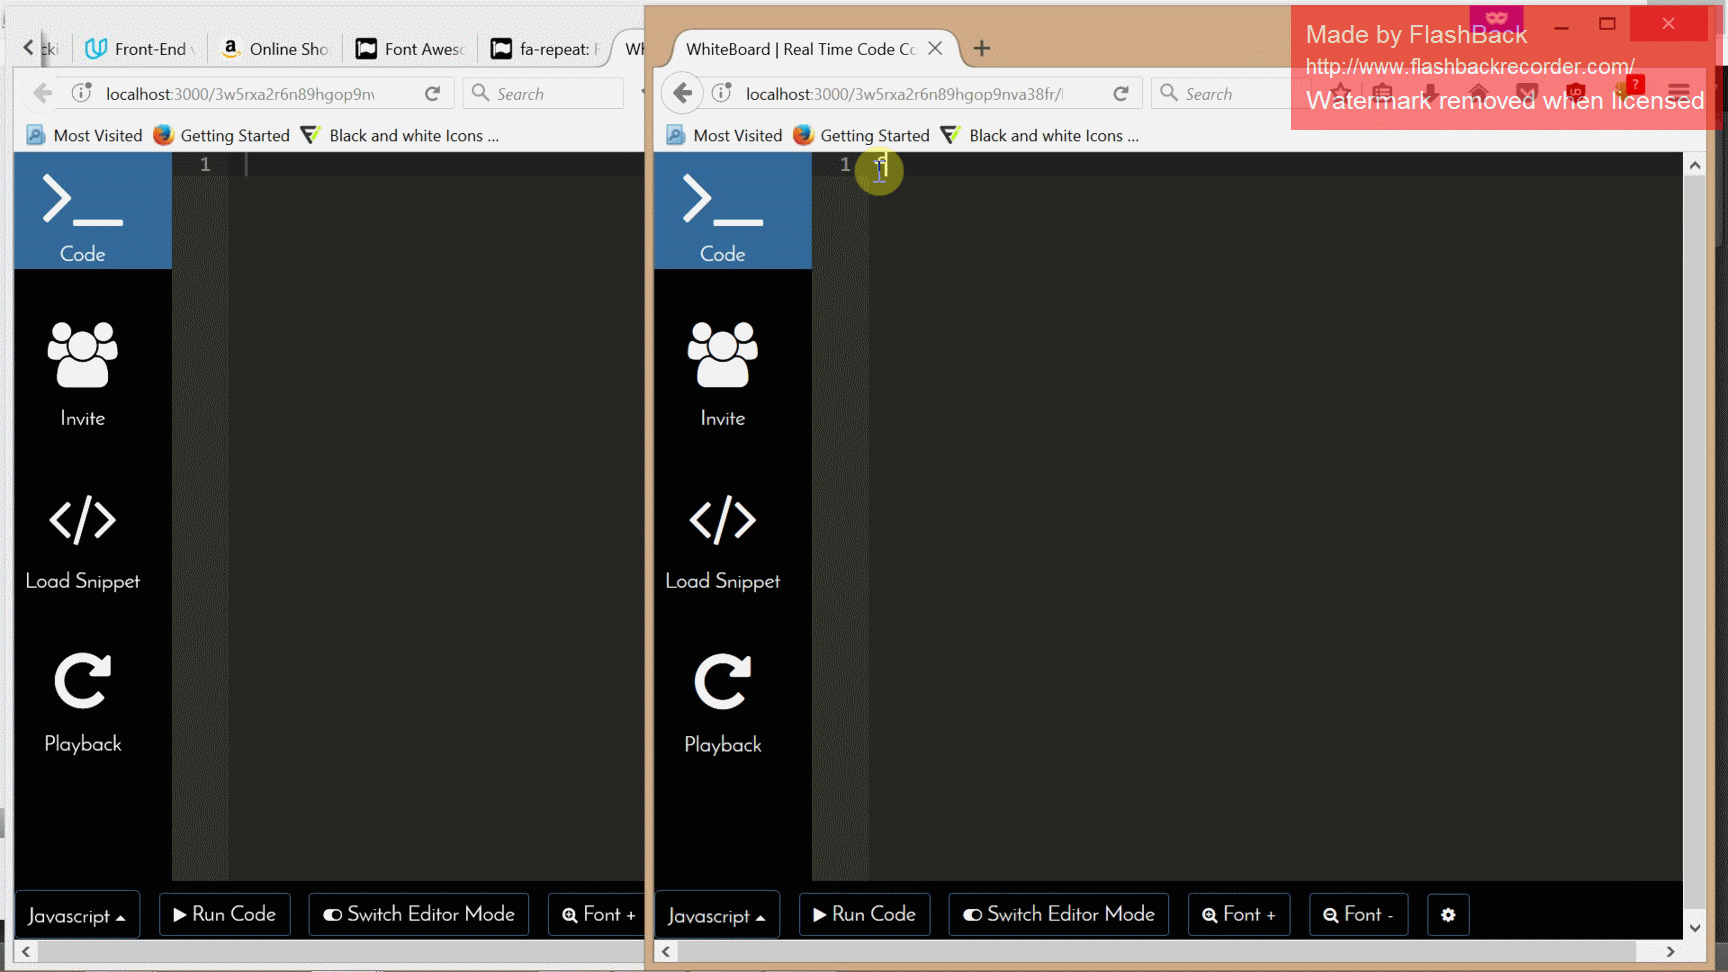 Front-End
Online Sho
Font Awes
fa-repeat: F
Wh
localhost:3000/3w5rxa2r6n89hgop9nv
Search
Most Visited
Getting Started
Black and white Icons ...
1
Code
Invite
Load Snippet
Playback
Javascript
Run Code
Switch Editor Mode
Font +
WhiteBoard | Real Time Code Co
localhost:3000/3w5rxa2r6n89hgop9nva38fr/
Search
Most Visited
Getting Started
Black and white Icons ...
1
Code
Invite
</>
Load Snippet
Playback
Javascript
Run Code
Switch Editor Mode
Font +
Font -
Made by FlashBack
http://www.flashbackrecorder.com/
Watermark removed when licensed